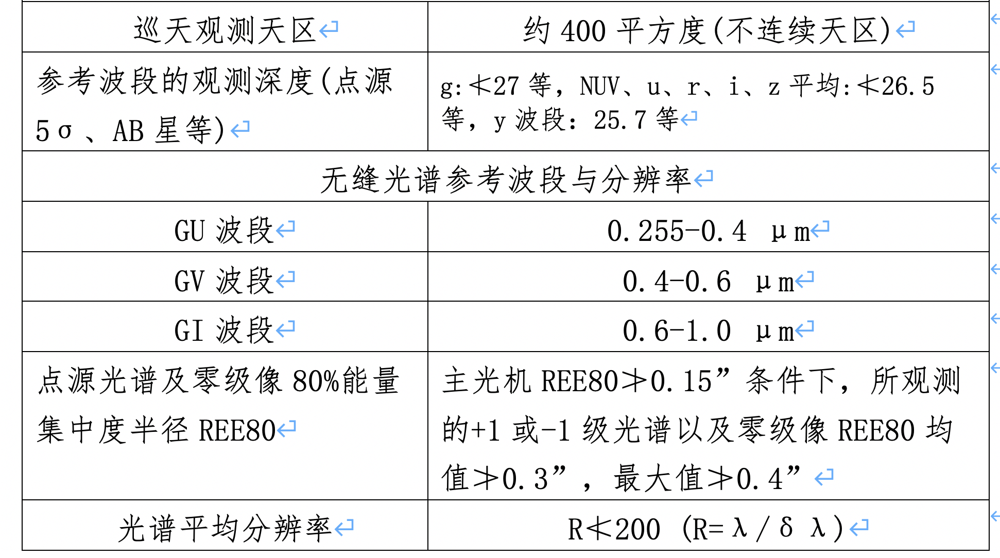 巡天观测天区
约 400 平方度(不连续天区)
参考波段的观测深度(点源
5σ、AB 星等)
g:≮27 等，NUV、u、r、i、z 平均:≮26.5
等，y 波段：25.7 等
无缝光谱参考波段与分辨率
GU 波段
0.255-0.4 μm
GV 波段
0.4-0.6 μm
GI 波段
0.6-1.0 μm
点源光谱及零级像 80%能量
集中度半径 REE80
主光机 REE80≯0.15”条件下，所观测
的+1 或-1 级光谱以及零级像 REE80 均
值≯0.3”，最大值≯0.4”
光谱平均分辨率
R≮200 (R=λ/δλ)